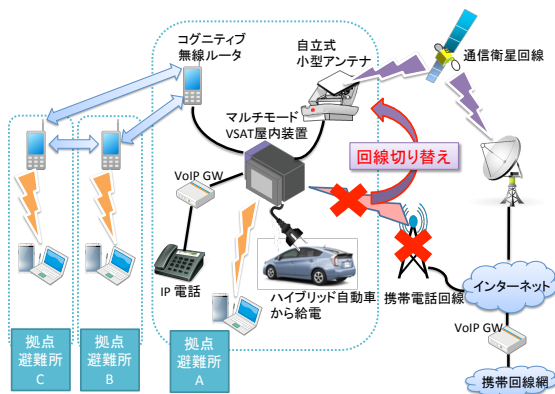 コグニティブ
無線ルータ
自立式
小型アンテナ
通信衛星回線
マルチモード
VSAT屋内装置
回線切り替え
VoIP GW
IP 電話
ハイブリッド自動車
から給電
携帯電話回線
インターネット
VoIP GW
携帯回線網
拠点
避難所
C
拠点
避難所
B
拠点
避難所
A